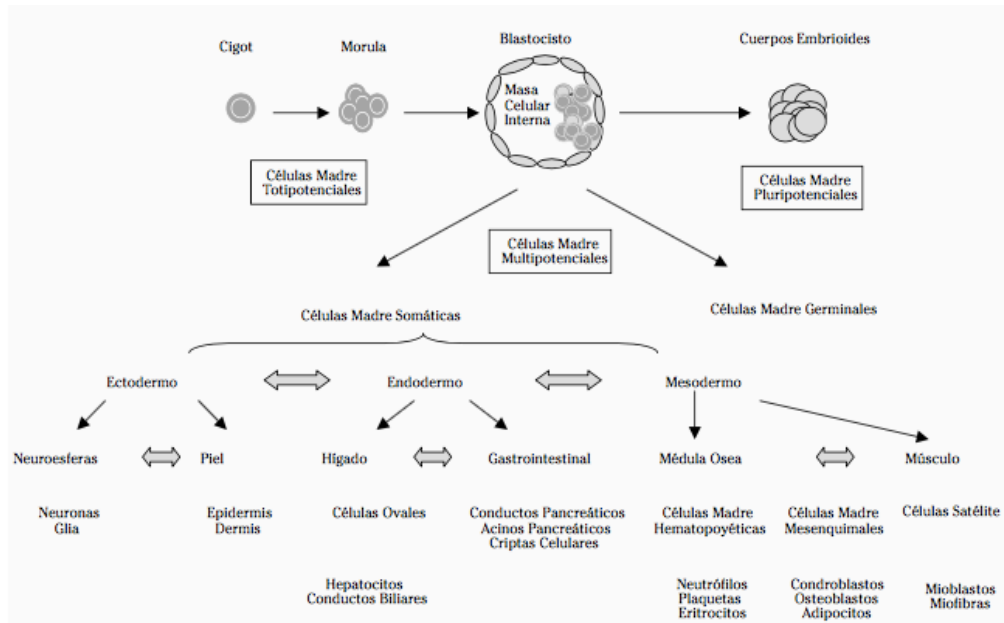 Cigot
Morula
Blastocisto
Cuerpos Embrioides
Masa
Celular
Interna
Células Madre
Totipotenciales
Células Madre
Pluripotenciales
Células Madre
Multipotenciales
Células Madre Somáticas
Células Madre Germinales
Ectodermo
Endodermo
Mesodermo
Neuroesferas
Piel
Hígado
Gastrointestinal
Médula Osea
Músculo
Neuronas
Glia
Epidermis
Dermis
Células Ovales
Conductos Pancreáticos
Acinos Pancreáticos
Criptas Celulares
Células Madre
Hematopoyéticas
Células Madre
Mesenquimales
Células Satélite
Hepatocitos
Conductos Biliares
Neutrófilos
Plaquetas
Eritrocitos
Condroblastos
Osteoblastos
Adipocitos
Mioblastos
Miofibras